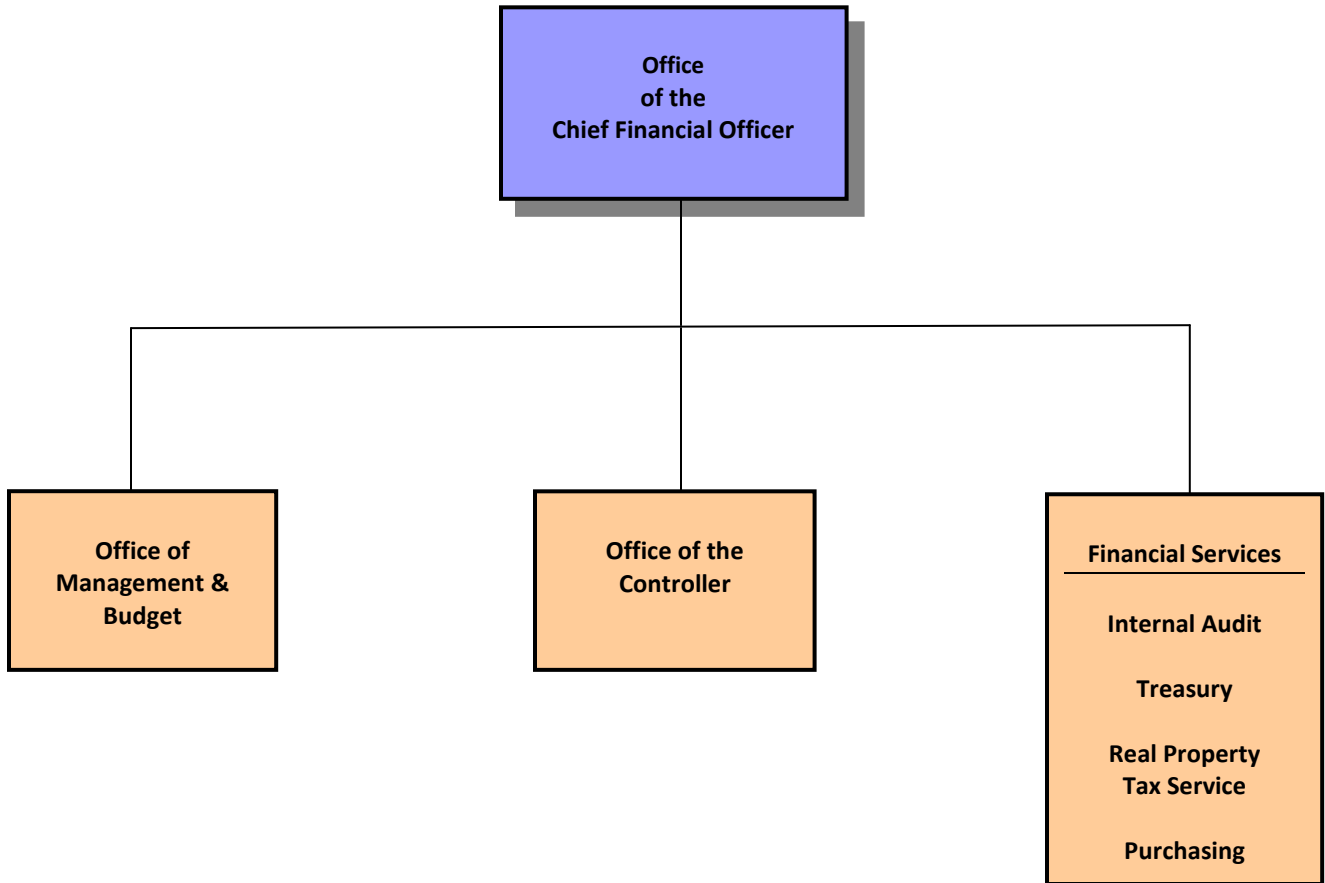 Office
of the
Chief Financial Officer
Office of
Management &
Budget
Office of the
Controller
Financial Services
Internal Audit
Treasury
Real Property
Tax Service
Purchasing